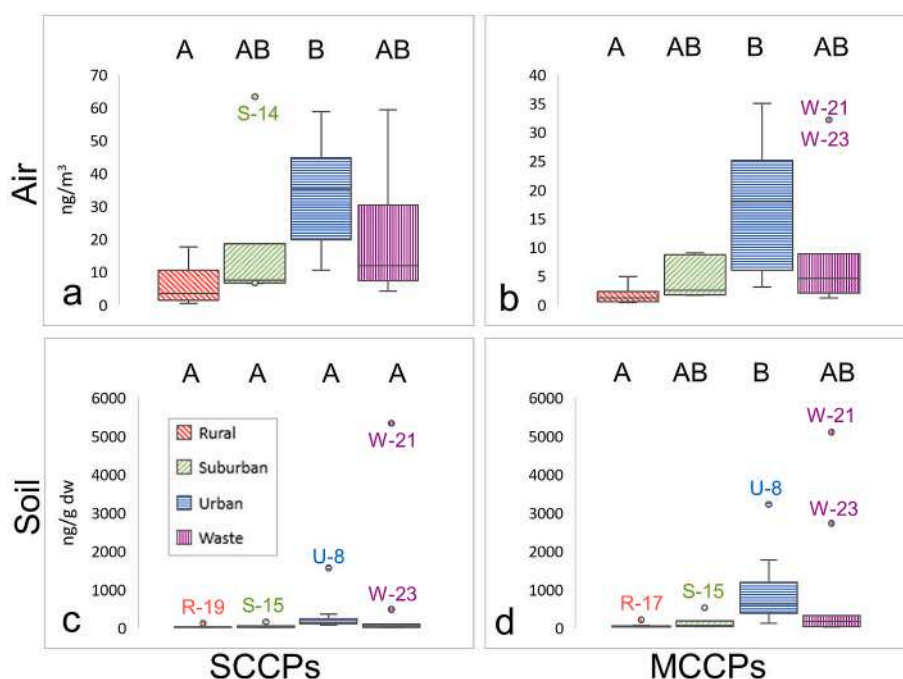 A AB B AB
70
60
50
40
30
20
10
0
S-14
Air
ng/m³
a
A AB B AB
40
35
30
25
20
15
10
5
0
W-21
W-23
b
A A A A
6000
5000
4000
3000
2000
1000
0
Rural
Suburban
Urban
Waste
W-21
U-8
W-23
R-19
S-15
Soil
ng/g dw
c
SCCPs
A AB B AB
6000
5000
4000
3000
2000
1000
0
W-21
U-8
W-23
S-15
R-17
d
MCCPs